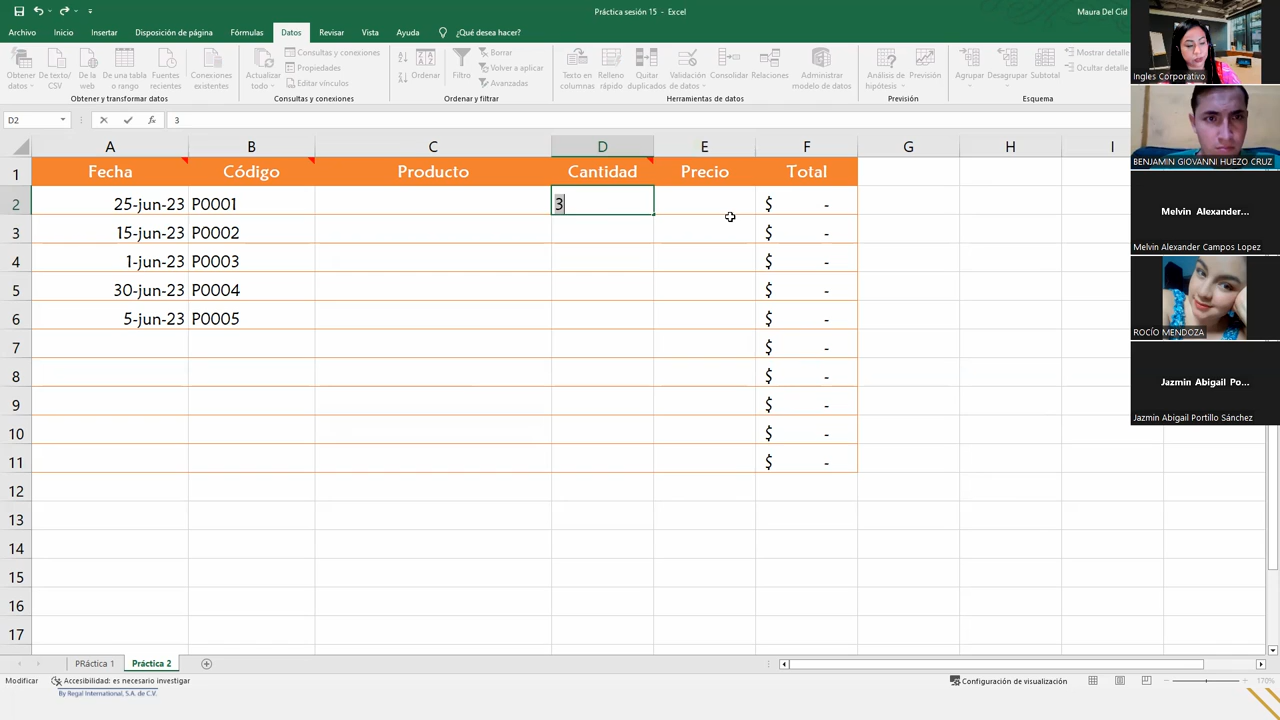 Práctica sesión 15 - Excel
Maura Del Cid
Archivo Inicio Insertar Disposición de página Fórmulas Datos Revisar Vista Ayuda ¿Qué desea hacer?
Obtener datos
De texto/CSV
De la web
De una tabla o rango
Fuentes recientes
Conexiones existentes
Obtener y transformar datos
Actualizar todo
Consultas y conexiones
Propiedades
Editar vínculos
Consultas y conexiones
Ordenar
Filtro
Borrar
Volver a aplicar
Avanzadas
Ordenar y filtrar
Texto en columnas
Relleno rápido
Quitar duplicados
Validación de datos
Consolidar
Relaciones
Administrar modelo de datos
Herramientas de datos
Análisis de hipótesis
Previsión
Previsión
Agrupar
Desagrupar
Subtotal
Mostrar detalle
Ocultar detalle
Esquema
D2 fx 3
A B C D E F G H I
1 Fecha Código Producto Cantidad Precio Total
2 25-jun-23 P0001 3 $ -
3 15-jun-23 P0002 $ -
4 1-jun-23 P0003 $ -
5 30-jun-23 P0004 $ -
6 5-jun-23 P0005 $ -
7 $ -
8 $ -
9 $ -
10 $ -
11 $ -
12
13
14
15
16
17
PRáctica 1 Práctica 2
Modificar Accesibilidad: es necesario investigar Configuración de visualización 170%
By Regal International, S.A. de C.V.
Ingles Corporativo
BENJAMIN GIOVANNI HUEZO CRUZ
Melvin Alexander...
Melvin Alexander Campos Lopez
ROCÍO MENDOZA
Jazmin Abigail Po...
Jazmin Abigail Portillo Sánchez